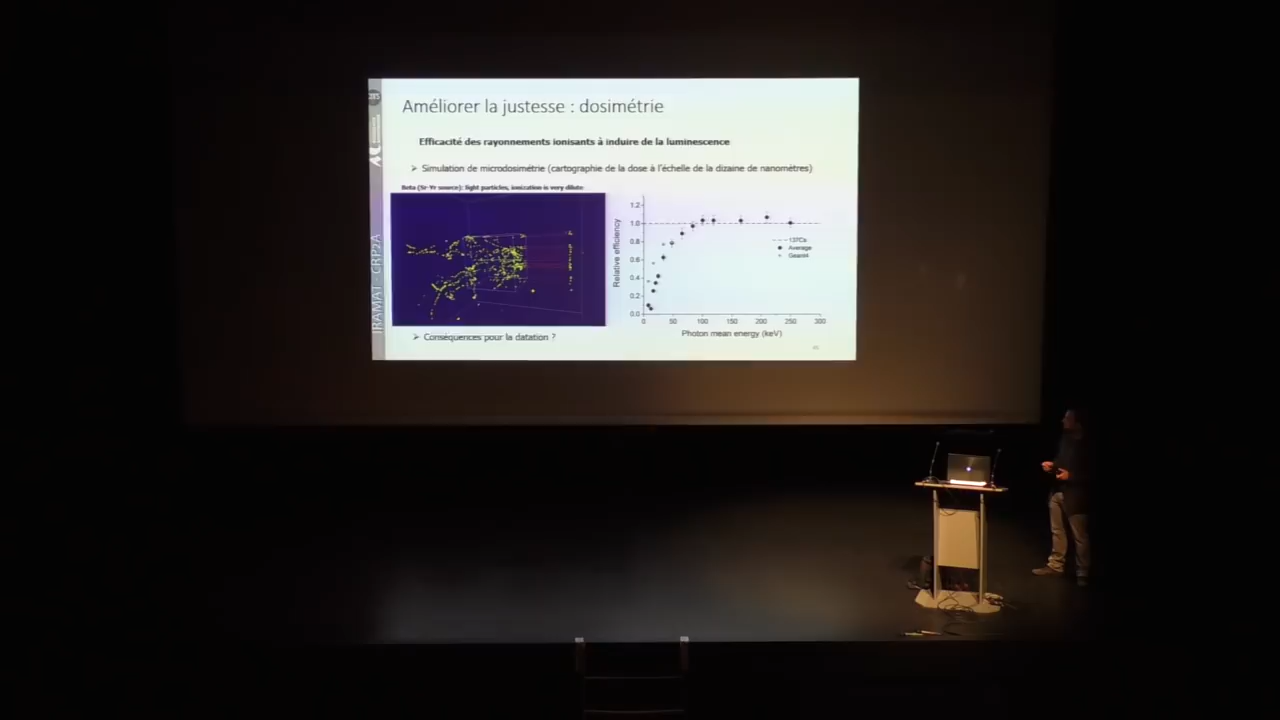 Améliorer la justesse : dosimétrie
Efficacité des rayonnements ionisants à induire de la luminescence
➢ Simulation de microdosimétrie (cartographie de la dose à l'échelle de la dizaine de nanomètres)
Beta (Sr-Yr source): light particles, ionization is very dilute
Relative efficiency
1.2
1.0
0.8
0.6
0.4
0.2
0.0
137Cs
Average
Geant4
0 50 100 150 200 250 300
Photon mean energy (keV)
➢ Conséquences pour la datation ?
IRAMAT - CRP2A
cnrs